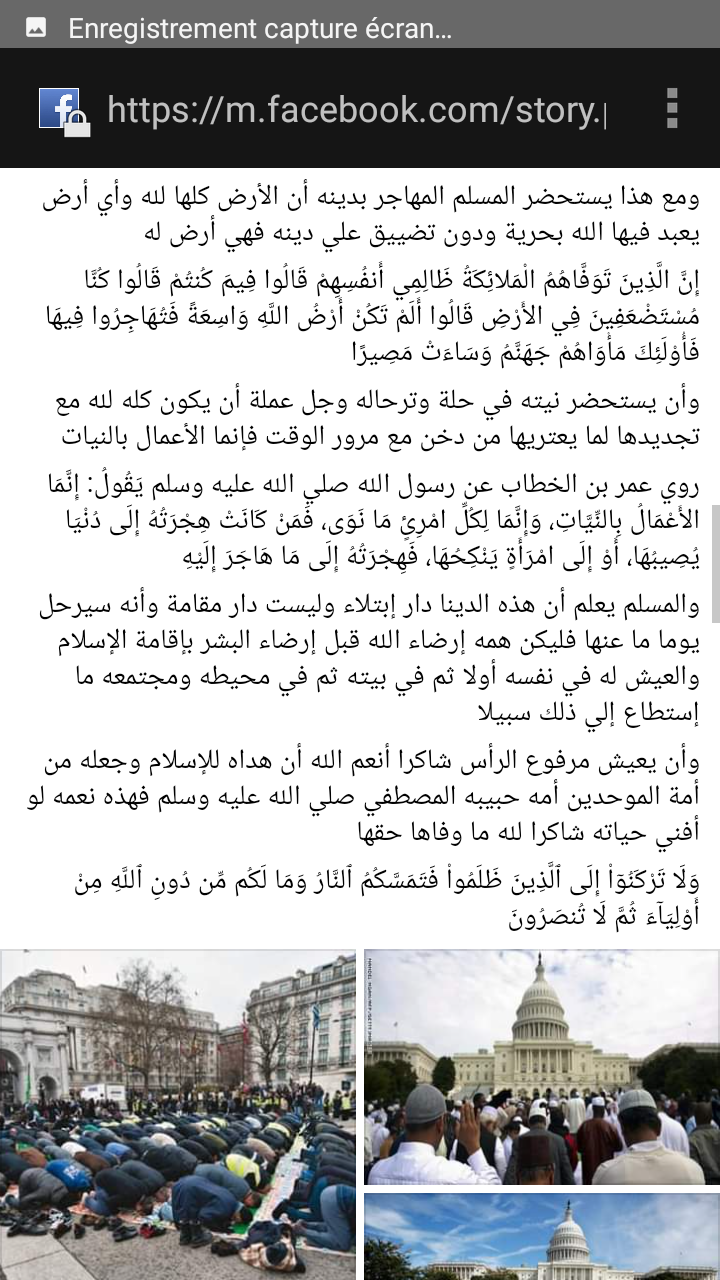 Enregistrement capture écran…
https://m.facebook.com/story.p
ومع هذا يستحضر المسلم المهاجر بدينه أن الأرض كلها لله وأي أرض
يعبد فيها الله بحرية ودون تضييق علي دينه فهي أرض له
إِنَّ الَّذِينَ تَوَفَّاهُمُ الْمَلائِكَةُ ظَالِمِي أَنفُسِهِمْ قَالُوا فِيمَ كُنتُمْ قَالُوا كُنَّا
مُسْتَضْعَفِينَ فِي الأَرْضِ قَالُوا أَلَمْ تَكُنْ أَرْضُ اللَّهِ وَاسِعَةً فَتُهَاجِرُوا فِيهَا
فَأُوْلَئِكَ مَأْوَاهُمْ جَهَنَّمُ وَسَاءَتْ مَصِيرًا
وأن يستحضر نيته في حلة وترحاله وجل عملة أن يكون كله لله مع
تجديدها لما يعتريها من دخن مع مرور الوقت فإنما الأعمال بالنيات
روي عمر بن الخطاب عن رسول الله صلي الله عليه وسلم يَقُولُ: إِنَّمَا
الأَعْمَالُ بِالنِّيَّاتِ، وَإِنَّمَا لِكُلِّ امْرِئٍ مَا نَوَى، فَمَنْ كَانَتْ هِجْرَتُهُ إِلَى دُنْيَا
يُصِيبُهَا، أَوْ إِلَى امْرَأَةٍ يَنْكِحُهَا، فَهِجْرَتُهُ إِلَى مَا هَاجَرَ إِلَيْهِ
والمسلم يعلم أن هذه الدينا دار إبتلاء وليست دار مقامة وأنه سيرحل
يوما ما عنها فليكن همه إرضاء الله قبل إرضاء البشر بإقامة الإسلام
والعيش له في نفسه أولا ثم في بيته ثم في محيطه ومجتمعه ما
إستطاع إلي ذلك سبيلا
وأن يعيش مرفوع الرأس شاكرا أنعم الله أن هداه للإسلام وجعله من
أمة الموحدين أمه حبيبه المصطفي صلي الله عليه وسلم فهذه نعمه لو
أفني حياته شاكرا لله ما وفاها حقها
وَلَا تَرْكَنُوٓاْ إِلَى ٱلَّذِينَ ظَلَمُواْ فَتَمَسَّكُمُ ٱلنَّارُ وَمَا لَكُم مِّن دُونِ ٱللَّهِ مِنْ
أَوْلِيَآءَ ثُمَّ لَا تُنصَرُونَ